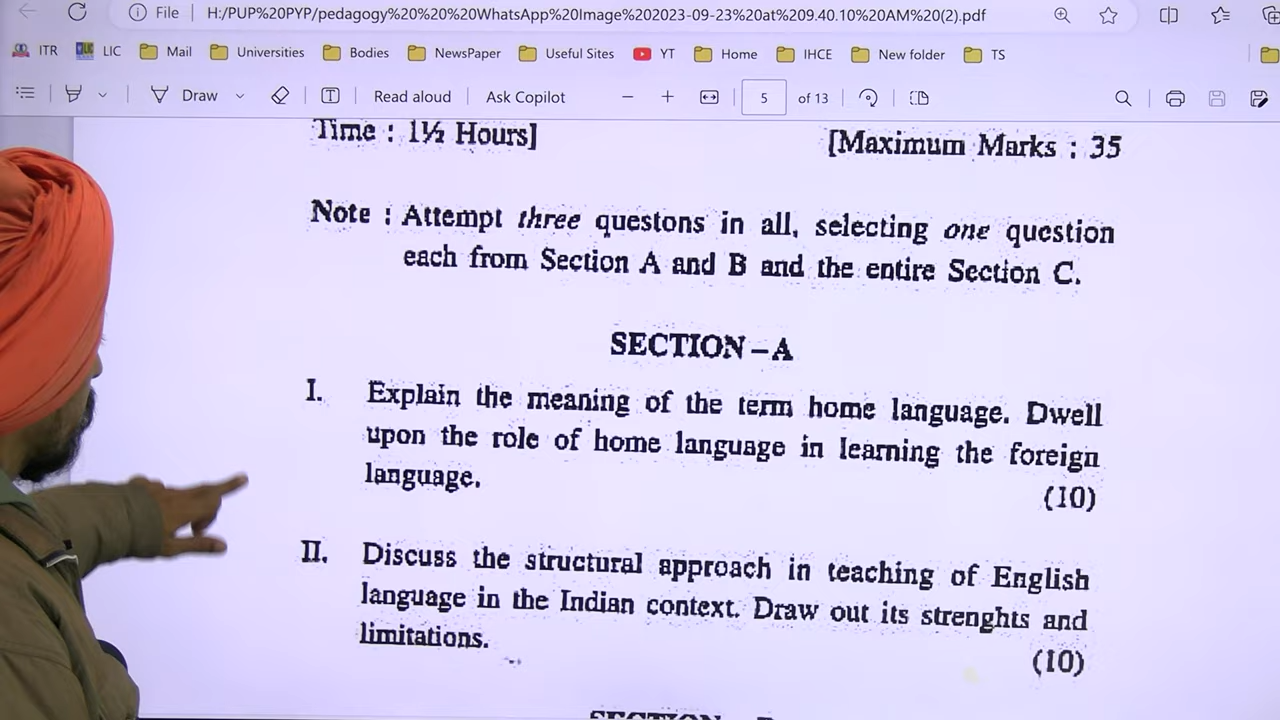 File H:/PUP%20PYP/pedagogy%20%20%20WhatsApp%20Image%202023-09-23%20at%209.40.10%20AM%20(2).pdf
ITR LIC Mail Universities Bodies NewsPaper Useful Sites YT Home IHCE New folder TS
Draw Read aloud Ask Copilot 5 of 13
Time : 1½ Hours] [Maximum Marks : 35
Note : Attempt three questons in all, selecting one question
each from Section A and B and the entire Section C.
SECTION – A
I. Explain the meaning of the term home language. Dwell
upon the role of home language in learning the foreign
language. (10)
II. Discuss the structural approach in teaching of English
language in the Indian context. Draw out its strenghts and
limitations. (10)